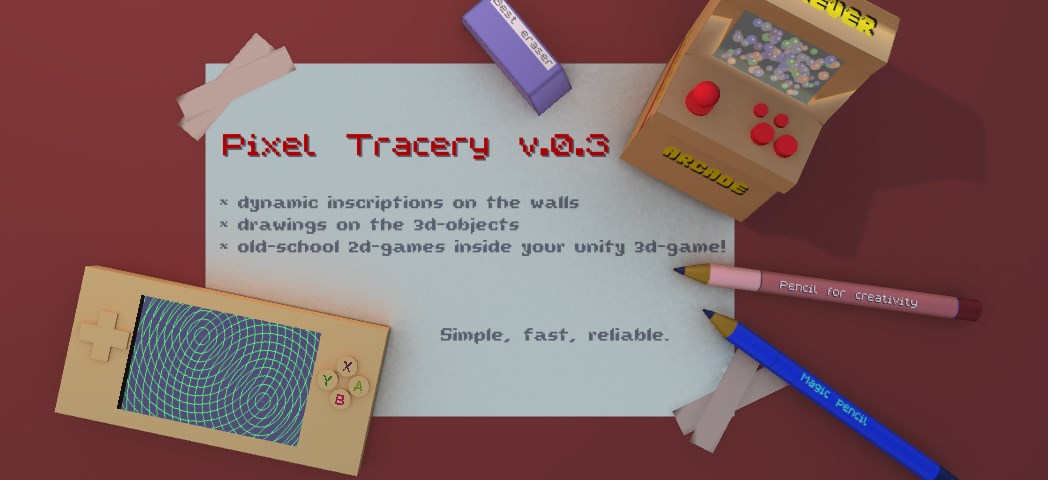 best eraser
Pixel Tracery v.0.3
* dynamic inscriptions on the walls
* drawings on the 3d-objects
* old-school 2d-games inside your unity 3d-game!
Simple, fast, reliable.
ARCADE
Pencil for creativity
Magic pencil
X
Y
A
B